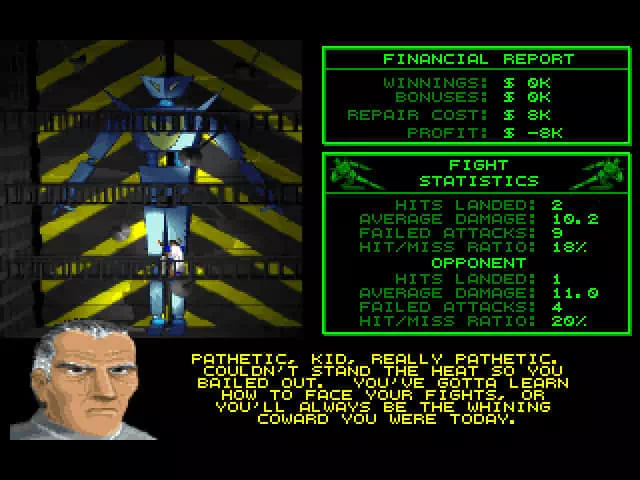 FINANCIAL REPORT
WINNINGS: $ 0K
BONUSES: $ 0K
REPAIR COST: $ 8K
PROFIT: $ -8K
FIGHT
STATISTICS
HITS LANDED: 2
AVERAGE DAMAGE: 10.2
FAILED ATTACKS: 9
HIT/MISS RATIO: 18%
OPPONENT
HITS LANDED: 1
AVERAGE DAMAGE: 11.0
FAILED ATTACKS: 4
HIT/MISS RATIO: 20%
PATHETIC, KID, REALLY PATHETIC.
COULDN'T STAND THE HEAT SO YOU
BAILED OUT. YOU'VE GOTTA LEARN
HOW TO FACE YOUR FIGHTS, OR
YOU'LL ALWAYS BE THE WHINING
COWARD YOU WERE TODAY.